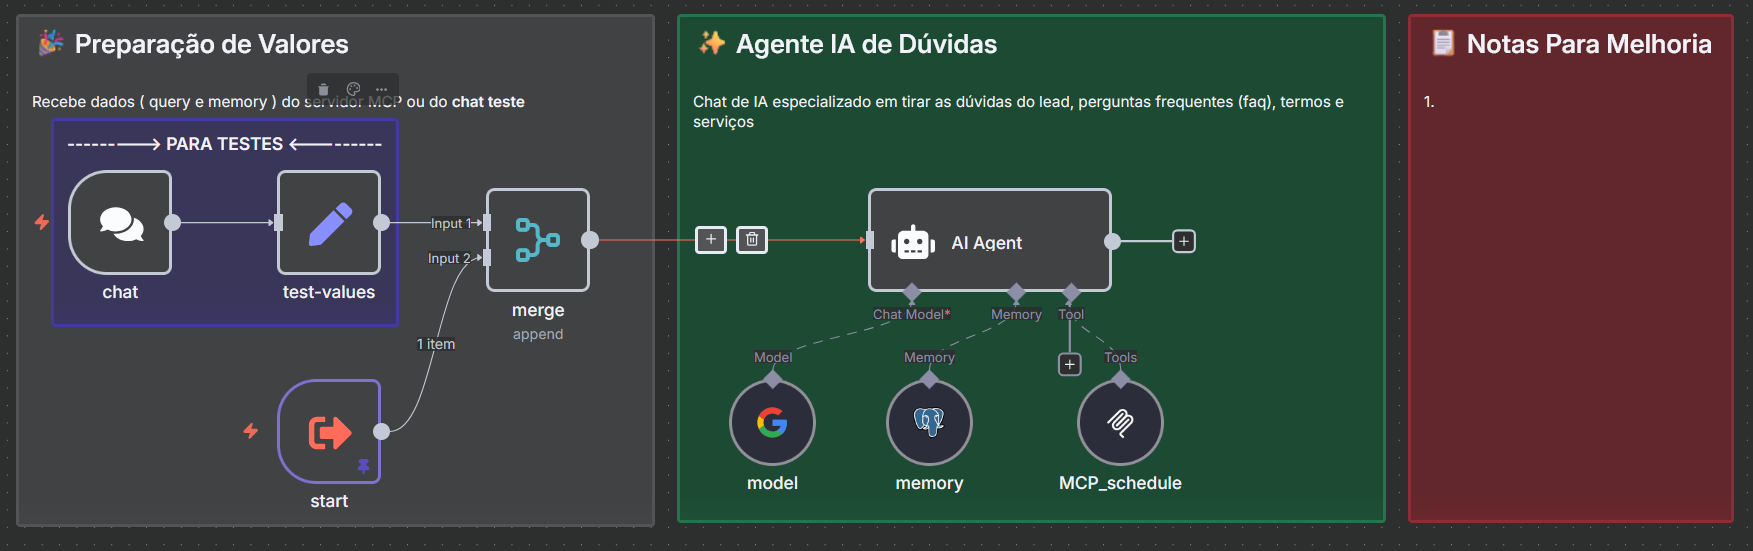 🎉 Preparação de Valores
Recebe dados ( query e memory ) do servidor MCP ou do chat teste
---------> PARA TESTES <---------
chat
test-values
Input 1
Input 2
merge
append
1 item
start
✨ Agente IA de Dúvidas
Chat de IA especializado em tirar as dúvidas do lead, perguntas frequentes (faq), termos e
serviços
AI Agent
Chat Model*
Memory
Tool
Model
Memory
Tools
model
memory
MCP_schedule
📋 Notas Para Melhoria
1.